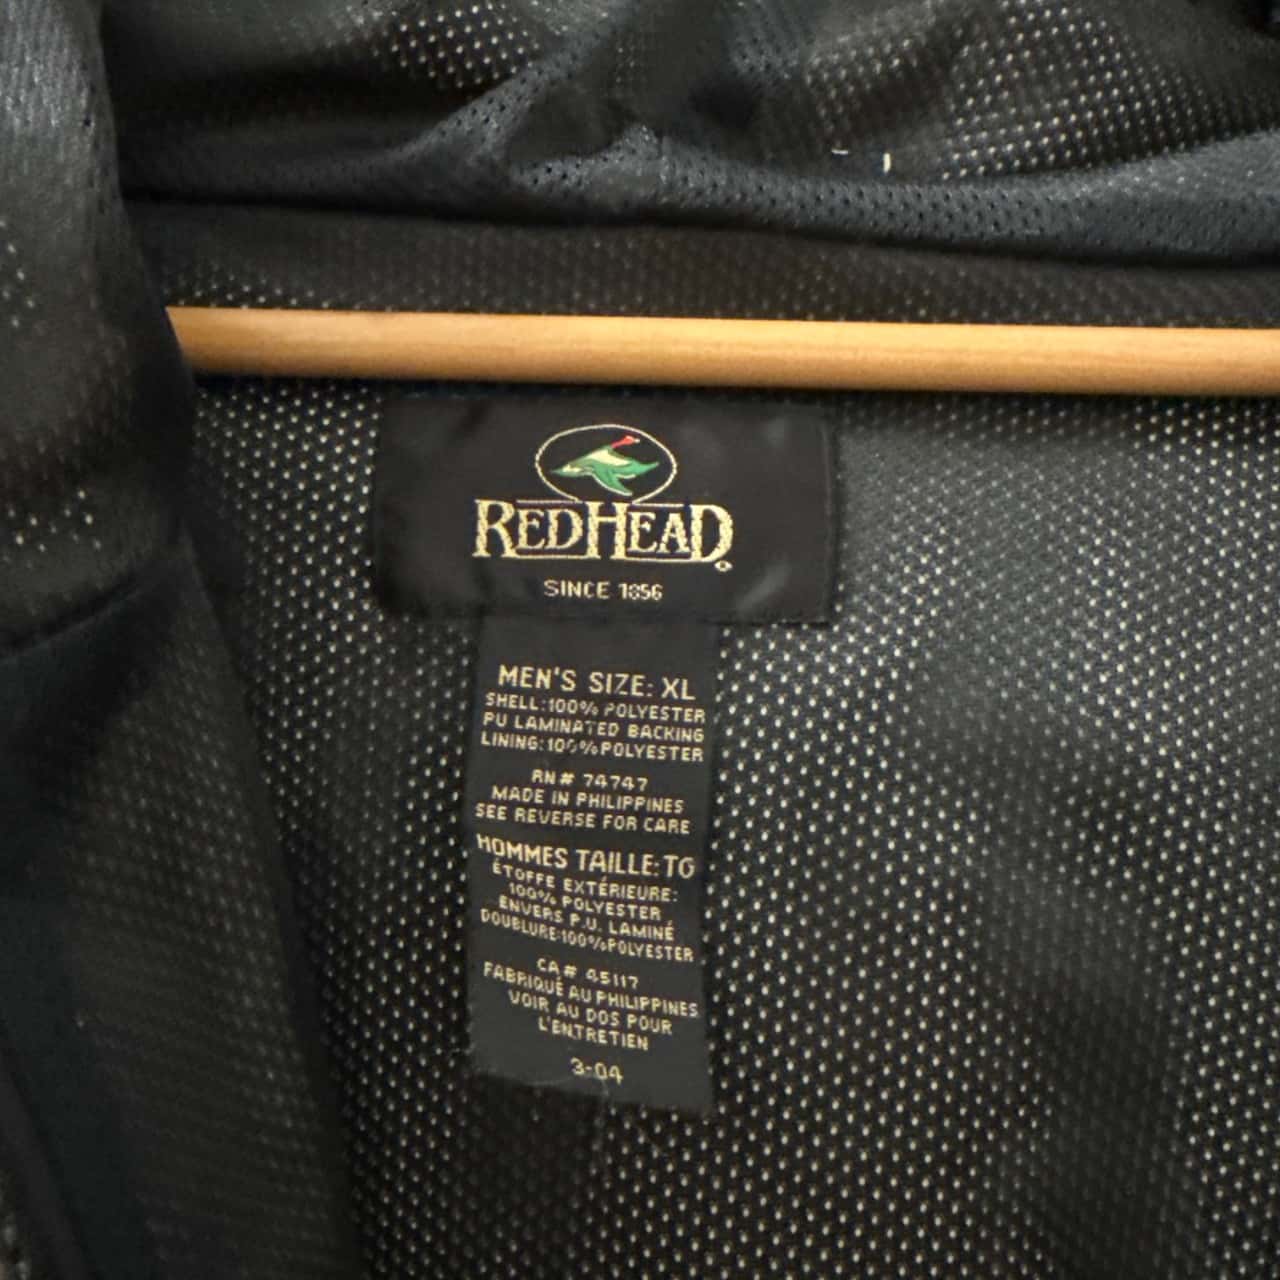 REDHEAD®
SINCE 1856
MEN'S SIZE: XL
SHELL:100% POLYESTER
PU LAMINATED BACKING
LINING:100%POLYESTER
RN# 74747
MADE IN PHILIPPINES
SEE REVERSE FOR CARE
HOMMES TAILLE:TG
ÉTOFFE EXTÉRIEURE:
100% POLYESTER
ENVERS P.U. LAMINÉ
DOUBLURE:100%POLYESTER
CA# 45117
FABRIQUÉ AU PHILIPPINES
VOIR AU DOS POUR
L'ENTRETIEN
3-04